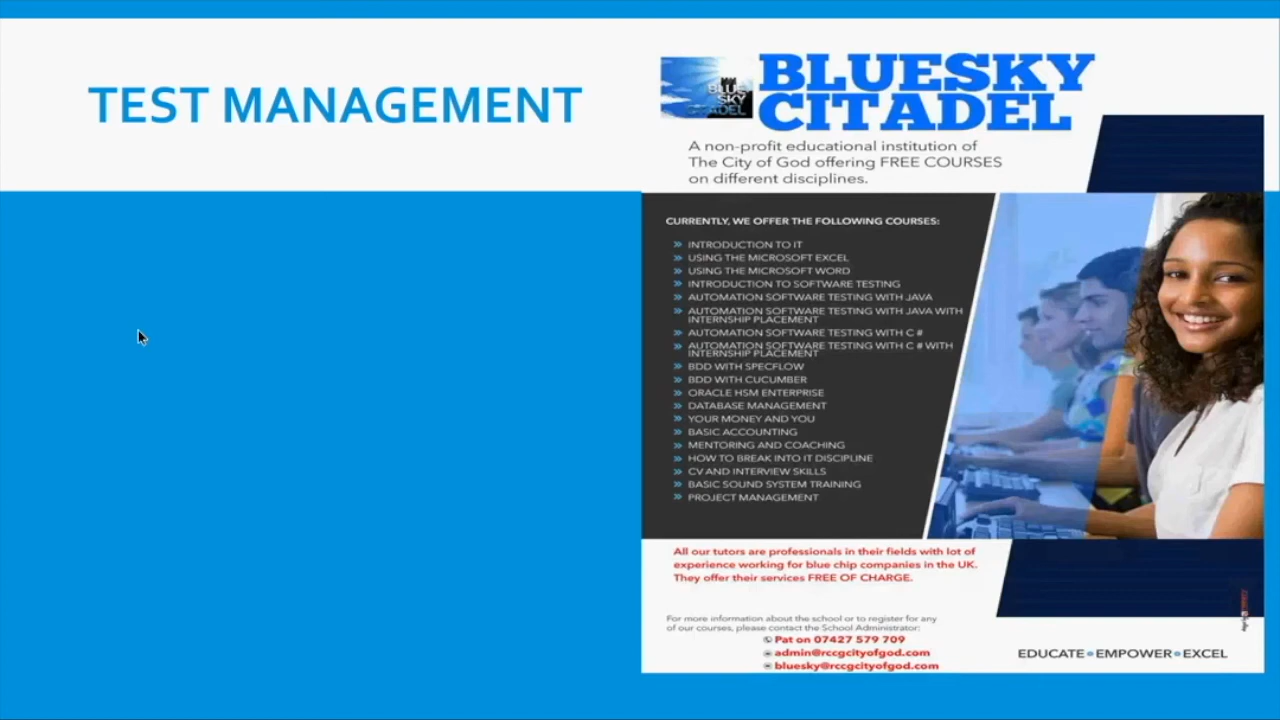 TEST MANAGEMENT
BLUE
SKY
CITADEL
BLUESKY
CITADEL
A non-profit educational institution of
The City of God offering FREE COURSES
on different disciplines.
CURRENTLY, WE OFFER THE FOLLOWING COURSES:
» INTRODUCTION TO IT
» USING THE MICROSOFT EXCEL
» USING THE MICROSOFT WORD
» INTRODUCTION TO SOFTWARE TESTING
» AUTOMATION SOFTWARE TESTING WITH JAVA
» AUTOMATION SOFTWARE TESTING WITH JAVA WITH
INTERNSHIP PLACEMENT
» AUTOMATION SOFTWARE TESTING WITH C #
» AUTOMATION SOFTWARE TESTING WITH C # WITH
INTERNSHIP PLACEMENT
» BDD WITH SPECFLOW
» BDD WITH CUCUMBER
» ORACLE HSM ENTERPRISE
» DATABASE MANAGEMENT
» YOUR MONEY AND YOU
» BASIC ACCOUNTING
» MENTORING AND COACHING
» HOW TO BREAK INTO IT DISCIPLINE
» CV AND INTERVIEW SKILLS
» BASIC SOUND SYSTEM TRAINING
» PROJECT MANAGEMENT
All our tutors are professionals in their fields with lot of
experience working for blue chip companies in the UK.
They offer their services FREE OF CHARGE.
For more information about the school or to register for any
of our courses, please contact the School Administrator:
Pat on 07427 579 709
admin@rccgcityofgod.com
bluesky@rccgcityofgod.com
EDUCATE•EMPOWER•EXCEL